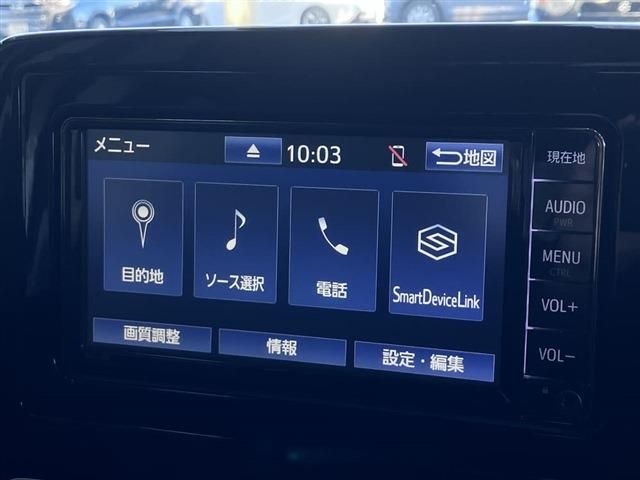 メニュー
10:03
地図
目的地
ソース選択
電話
SmartDeviceLink
画質調整
情報
設定・編集
現在地
AUDIO
PWR
MENU
CTRL
VOL+
VOL−